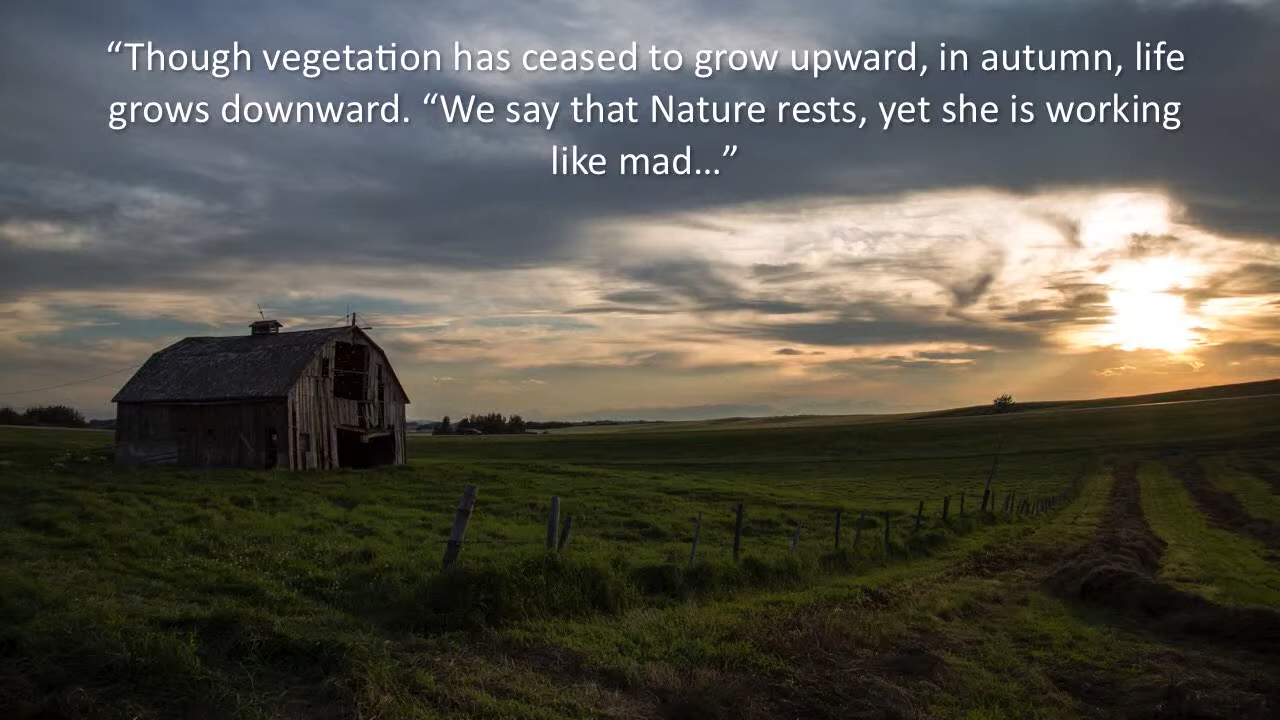 “Though vegetation has ceased to grow upward, in autumn, life
grows downward. “We say that Nature rests, yet she is working
like mad…”